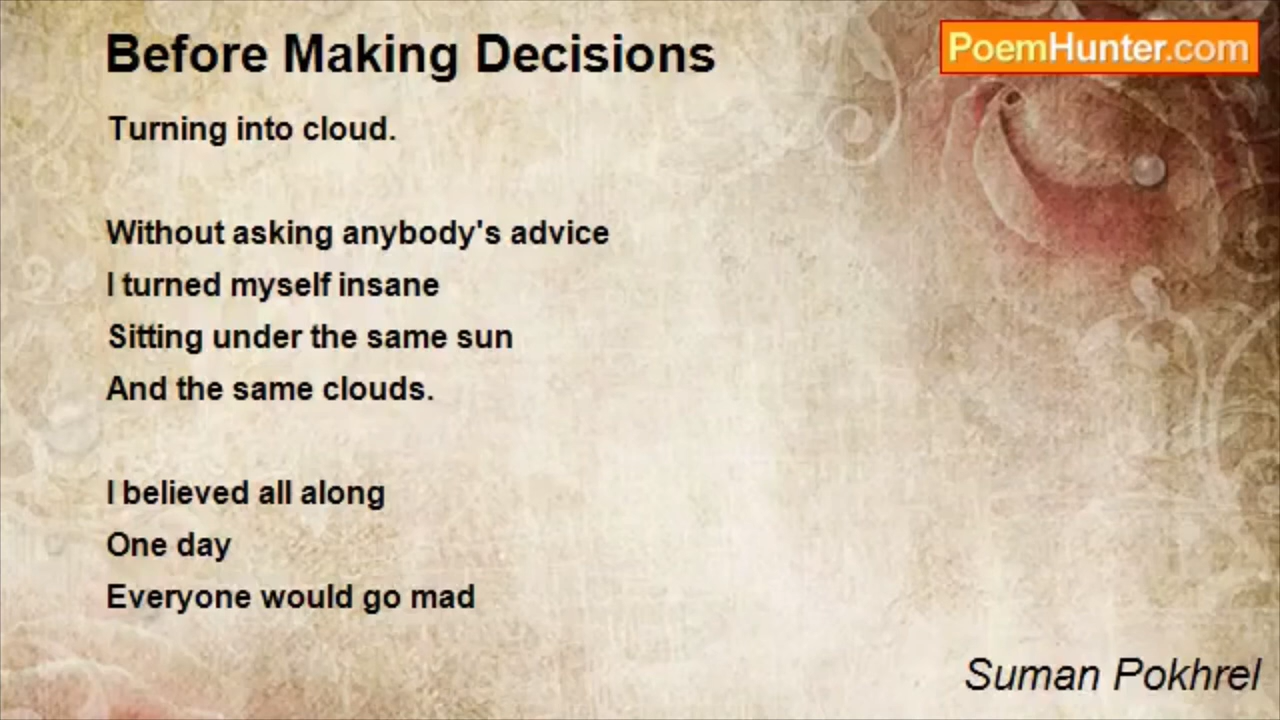 Before Making Decisions
PoemHunter.com
Turning into cloud.
Without asking anybody's advice
I turned myself insane
Sitting under the same sun
And the same clouds.
I believed all along
One day
Everyone would go mad
Suman Pokhrel